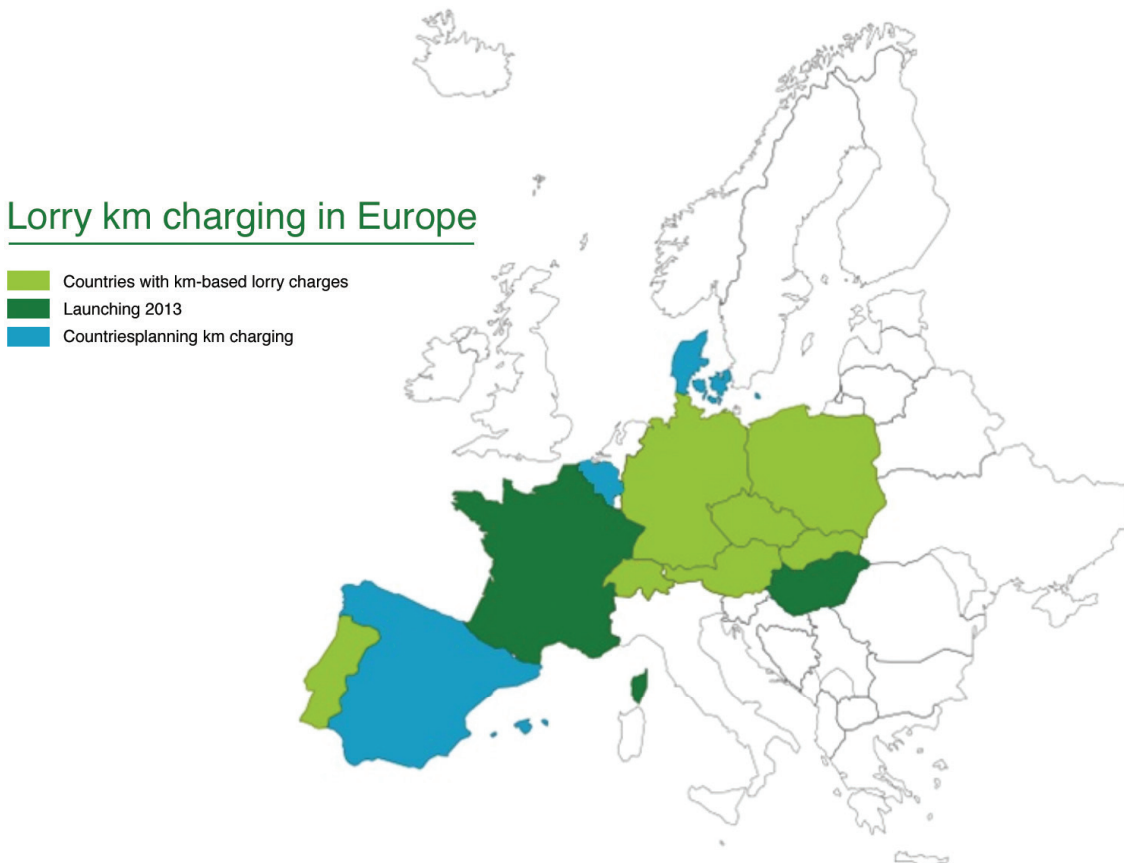 Lorry km charging in Europe
Countries with km-based lorry charges
Launching 2013
Countriesplanning km charging